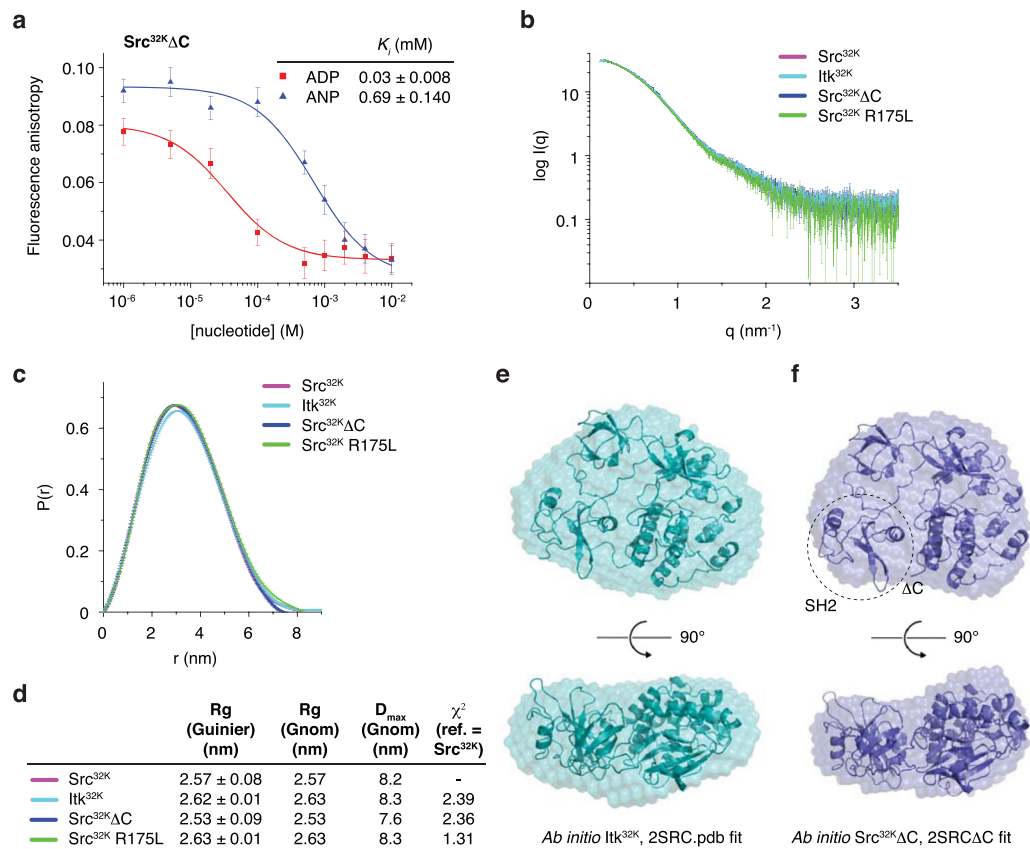 a
Src³²ᴷΔC
Kᵢ (mM)
ADP 0.03 ± 0.008
ANP 0.69 ± 0.140
0.10
0.08
0.06
0.04
Fluorescence anisotropy
10⁻⁶ 10⁻⁵ 10⁻⁴ 10⁻³ 10⁻²
[nucleotide] (M)
b
Src³²ᴷ
Itk³²ᴷ
Src³²ᴷΔC
Src³²ᴷ R175L
10
1
0.1
log I(q)
0 1 2 3
q (nm⁻¹)
c
Src³²ᴷ
Itk³²ᴷ
Src³²ᴷΔC
Src³²ᴷ R175L
0.6
0.4
0.2
0
P(r)
0 2 4 6 8
r (nm)
d
Rg (Guinier) (nm) Rg (Gnom) (nm) Dₘₐₓ (Gnom) (nm) χ² (ref. = Src³²ᴷ)
Src³²ᴷ 2.57 ± 0.08 2.57 8.2 -
Itk³²ᴷ 2.62 ± 0.01 2.63 8.3 2.39
Src³²ᴷΔC 2.53 ± 0.09 2.53 7.6 2.36
Src³²ᴷ R175L 2.63 ± 0.01 2.63 8.3 1.31
e
90°
Ab initio Itk³²ᴷ, 2SRC.pdb fit
f
SH2
ΔC
90°
Ab initio Src³²ᴷΔC, 2SRCΔC fit